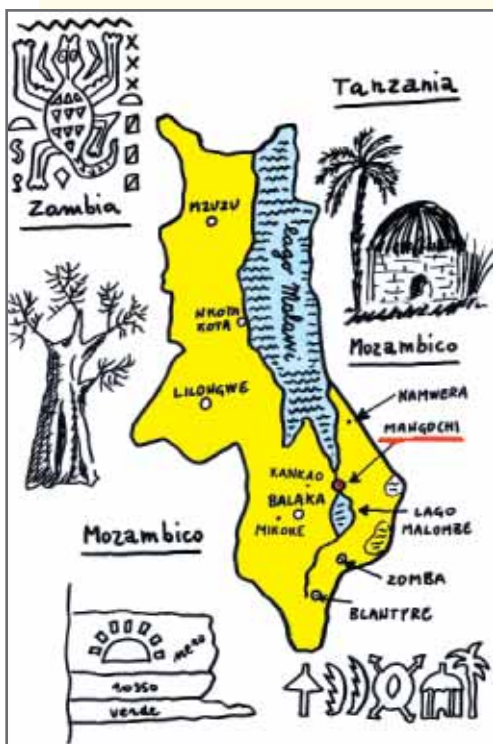 Tanzania
Zambia
MZUZU
Lago Malawi
NKOTA
KOTA
Mozambico
LILONGWE
NAMWERA
MANGOCHI
KANKAO
BALAKA
LAGO
MALOMBE
MIKOKE
Mozambico
ZOMBA
BLANTYRE
nero
rosso
verde